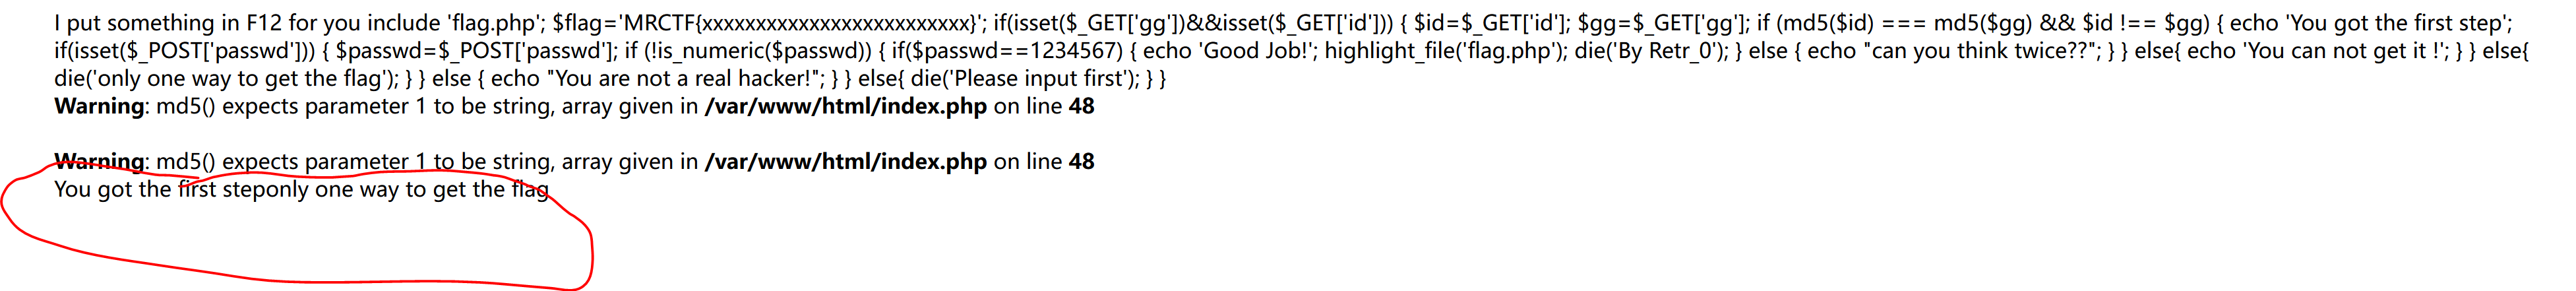 I put something in F12 for you include 'flag.php'; $flag='MRCTF{xxxxxxxxxxxxxxxxxxxxxxxxx}'; if(isset($_GET['gg'])&&isset($_GET['id'])) { $id=$_GET['id']; $gg=$_GET['gg']; if (md5($id) === md5($gg) && $id !== $gg) { echo 'You got the first step';
if(isset($_POST['passwd'])) { $passwd=$_POST['passwd']; if (!is_numeric($passwd)) { if($passwd==1234567) { echo 'Good Job!'; highlight_file('flag.php'); die('By Retr_0'); } else { echo "can you think twice??"; } } else{ echo 'You can not get it !'; } } else{
die('only one way to get the flag'); } } else { echo "You are not a real hacker!"; } } else{ die('Please input first'); } }
Warning: md5() expects parameter 1 to be string, array given in /var/www/html/index.php on line 48
Warning: md5() expects parameter 1 to be string, array given in /var/www/html/index.php on line 48
You got the first steponly one way to get the flag